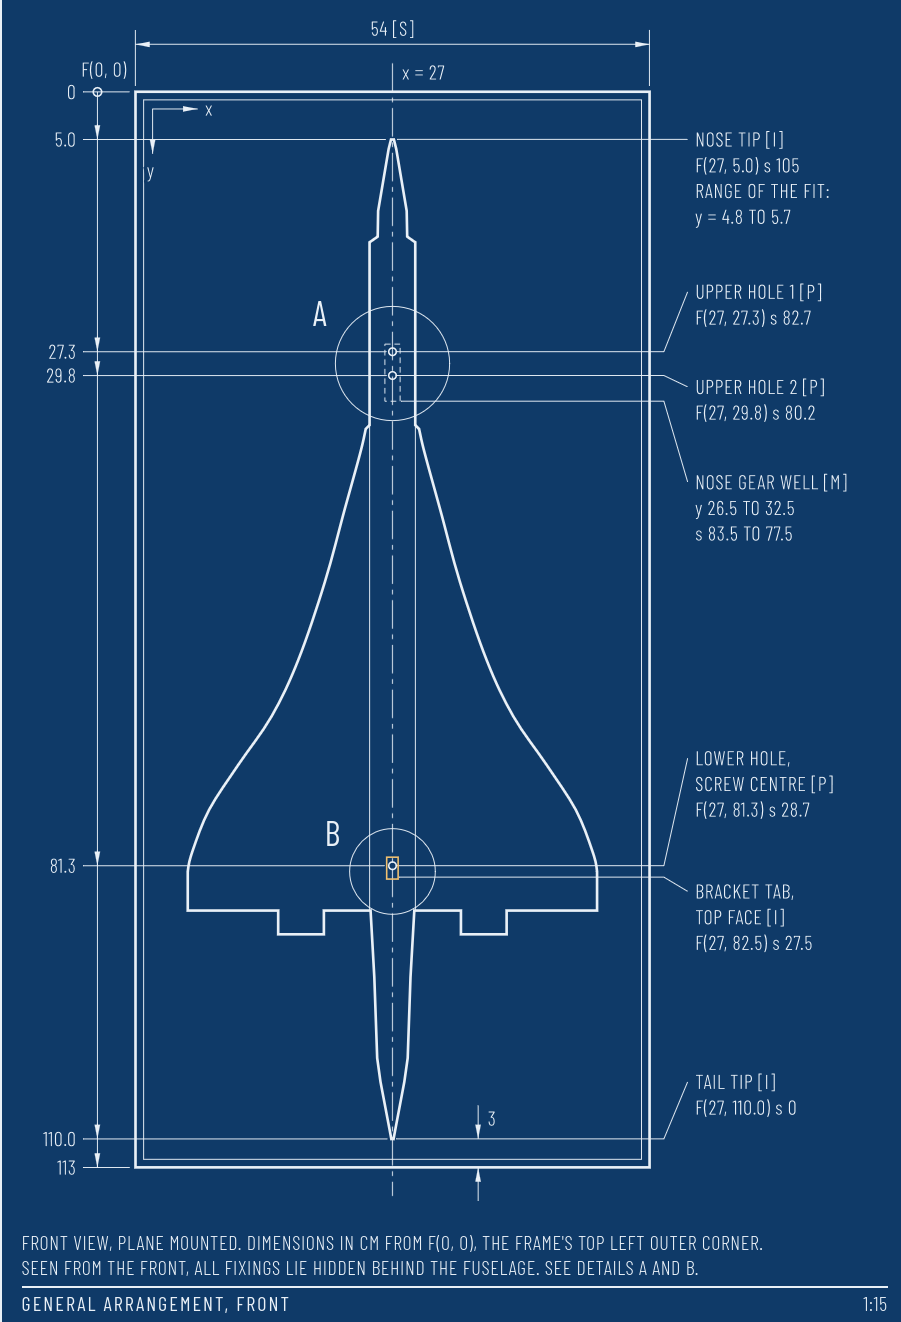 54 [S]
F(0, 0)
x = 27
0
x
5.0
y
NOSE TIP [I]
F(27, 5.0) s 105
RANGE OF THE FIT:
y = 4.8 TO 5.7
A
UPPER HOLE 1 [P]
F(27, 27.3) s 82.7
27.3
29.8
UPPER HOLE 2 [P]
F(27, 29.8) s 80.2
NOSE GEAR WELL [M]
y 26.5 TO 32.5
s 83.5 TO 77.5
LOWER HOLE,
SCREW CENTRE [P]
F(27, 81.3) s 28.7
B
81.3
BRACKET TAB,
TOP FACE [I]
F(27, 82.5) s 27.5
TAIL TIP [I]
F(27, 110.0) s 0
3
110.0
113
FRONT VIEW, PLANE MOUNTED. DIMENSIONS IN CM FROM F(0, 0), THE FRAME'S TOP LEFT OUTER CORNER.
SEEN FROM THE FRONT, ALL FIXINGS LIE HIDDEN BEHIND THE FUSELAGE. SEE DETAILS A AND B.
GENERAL ARRANGEMENT, FRONT
1:15